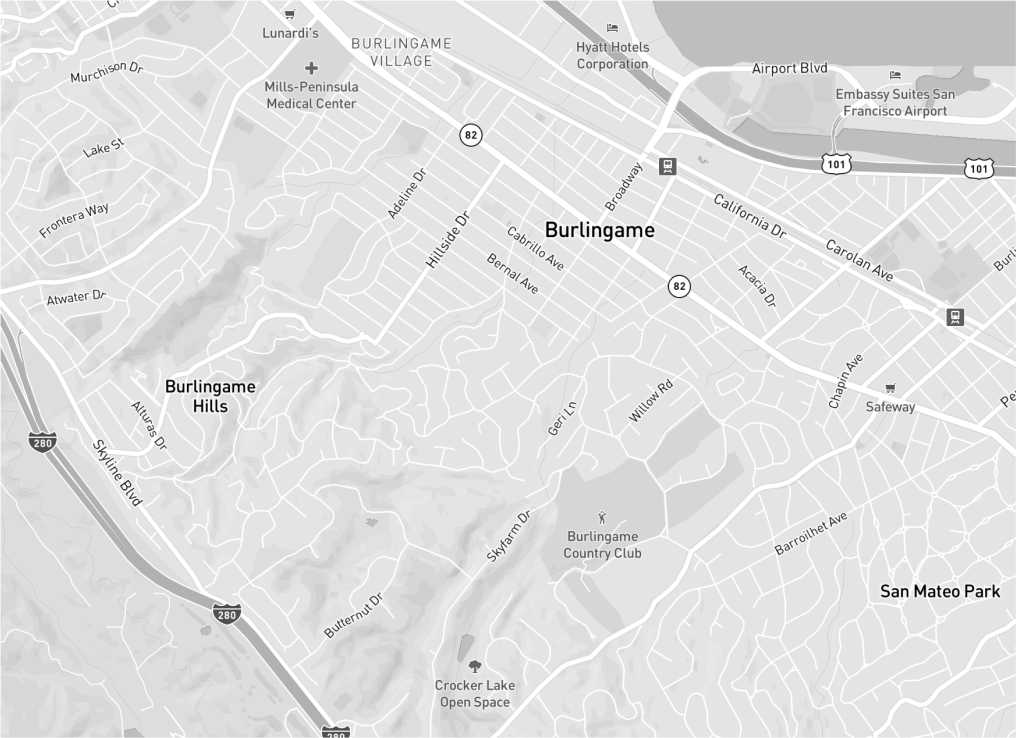 Lunardi's
BURLINGAME
VILLAGE
Hyatt Hotels
Corporation
Murchison Dr
Mills-Peninsula
Medical Center
Airport Blvd
Embassy Suites San
Francisco Airport
82
101
101
Lake St
Adeline Dr
Broadway
Frontera Way
Hillside Dr
Cabrillo Ave
Burlingame
California Dr
Carolan Ave
Bernal Ave
82
Acacia Dr
Atwater Dr
Burlingame
Hills
Chapin Ave
Safeway
Alturas Dr
Geri Ln
Willow Rd
280
Skyline Blvd
Skyfarm Dr
Burlingame
Country Club
Barroilhet Ave
San Mateo Park
280
Butternut Dr
Crocker Lake
Open Space
280